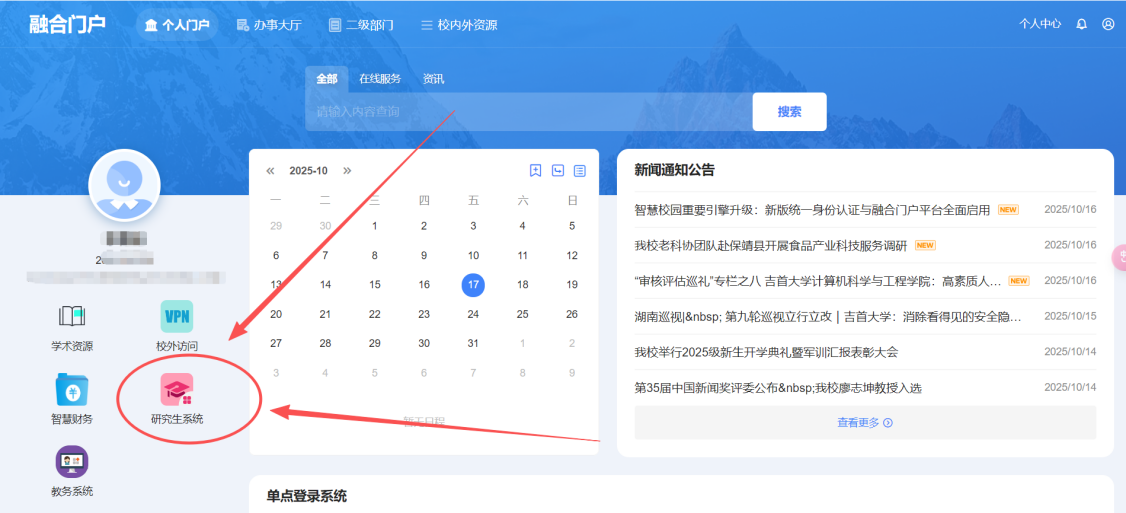 融合门户
个人门户
办事大厅
二级部门
校内外资源
个人中心
全部
在线服务
资讯
请输入内容查询
搜索
学术资源
VPN
校外访问
智慧财务
研究生系统
教务系统
2025-10
一 二 三 四 五 六 日
29 30 1 2 3 4 5
6 7 8 9 10 11 12
13 14 15 16 17 18 19
20 21 22 23 24 25 26
27 28 29 30 31 1 2
3 4 5 6 7 8 9
暂无日程
新闻通知公告
智慧校园重要引擎升级：新版统一身份认证与融合门户平台全面启用 NEW 2025/10/16
我校老科协团队赴保靖县开展食品产业科技服务调研 NEW 2025/10/16
“审核评估巡礼”专栏之八 吉首大学计算机科学与工程学院：高素质人... NEW 2025/10/16
湖南巡视|&nbsp; 第九轮巡视立行立改 | 吉首大学：消除看得见的安全隐... 2025/10/15
我校举行2025级新生开学典礼暨军训汇报表彰大会 2025/10/14
第35届中国新闻奖评委公布&nbsp;我校廖志坤教授入选 2025/10/14
查看更多
单点登录系统